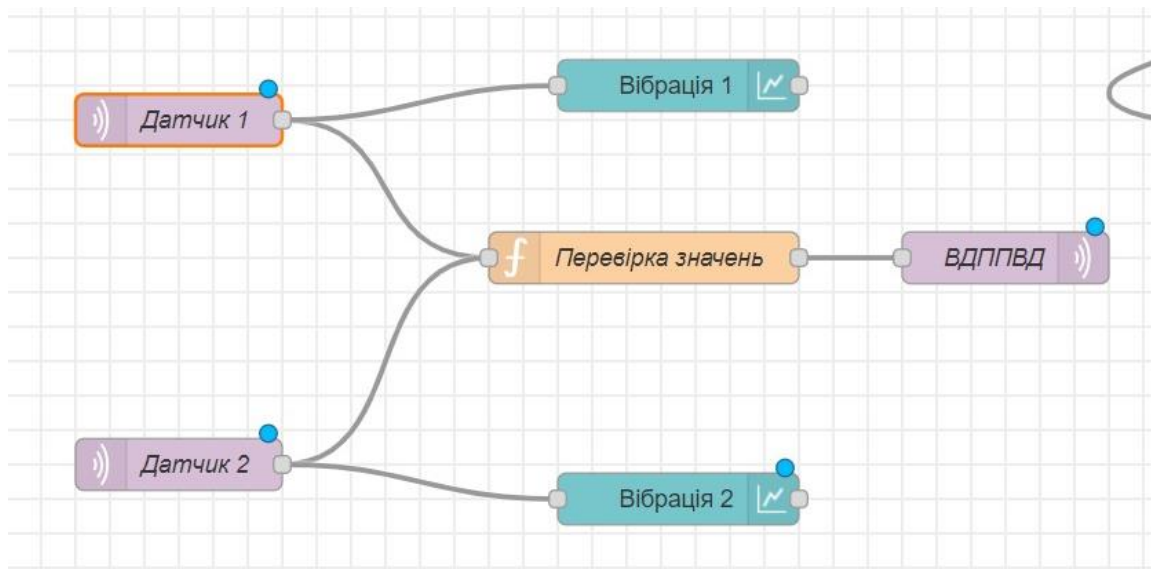 Вібрація 1
Датчик 1
Перевірка значень
ВДППВД
Датчик 2
Вібрація 2